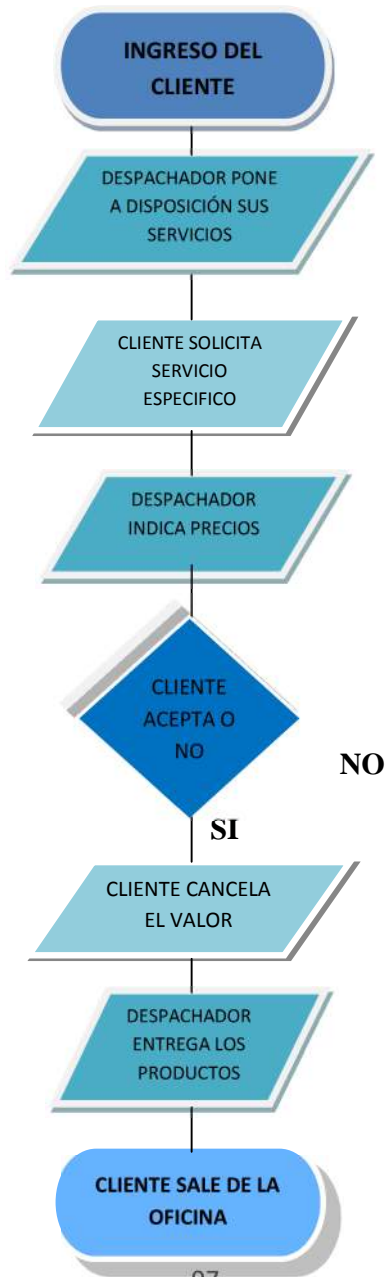 INGRESO DEL
CLIENTE
DESPACHADOR PONE
A DISPOSICIÓN SUS
SERVICIOS
CLIENTE SOLICITA
SERVICIO
ESPECIFICO
DESPACHADOR
INDICA PRECIOS
CLIENTE
ACEPTA O
NO
NO
SI
CLIENTE CANCELA
EL VALOR
DESPACHADOR
ENTREGA LOS
PRODUCTOS
CLIENTE SALE DE LA
OFICINA